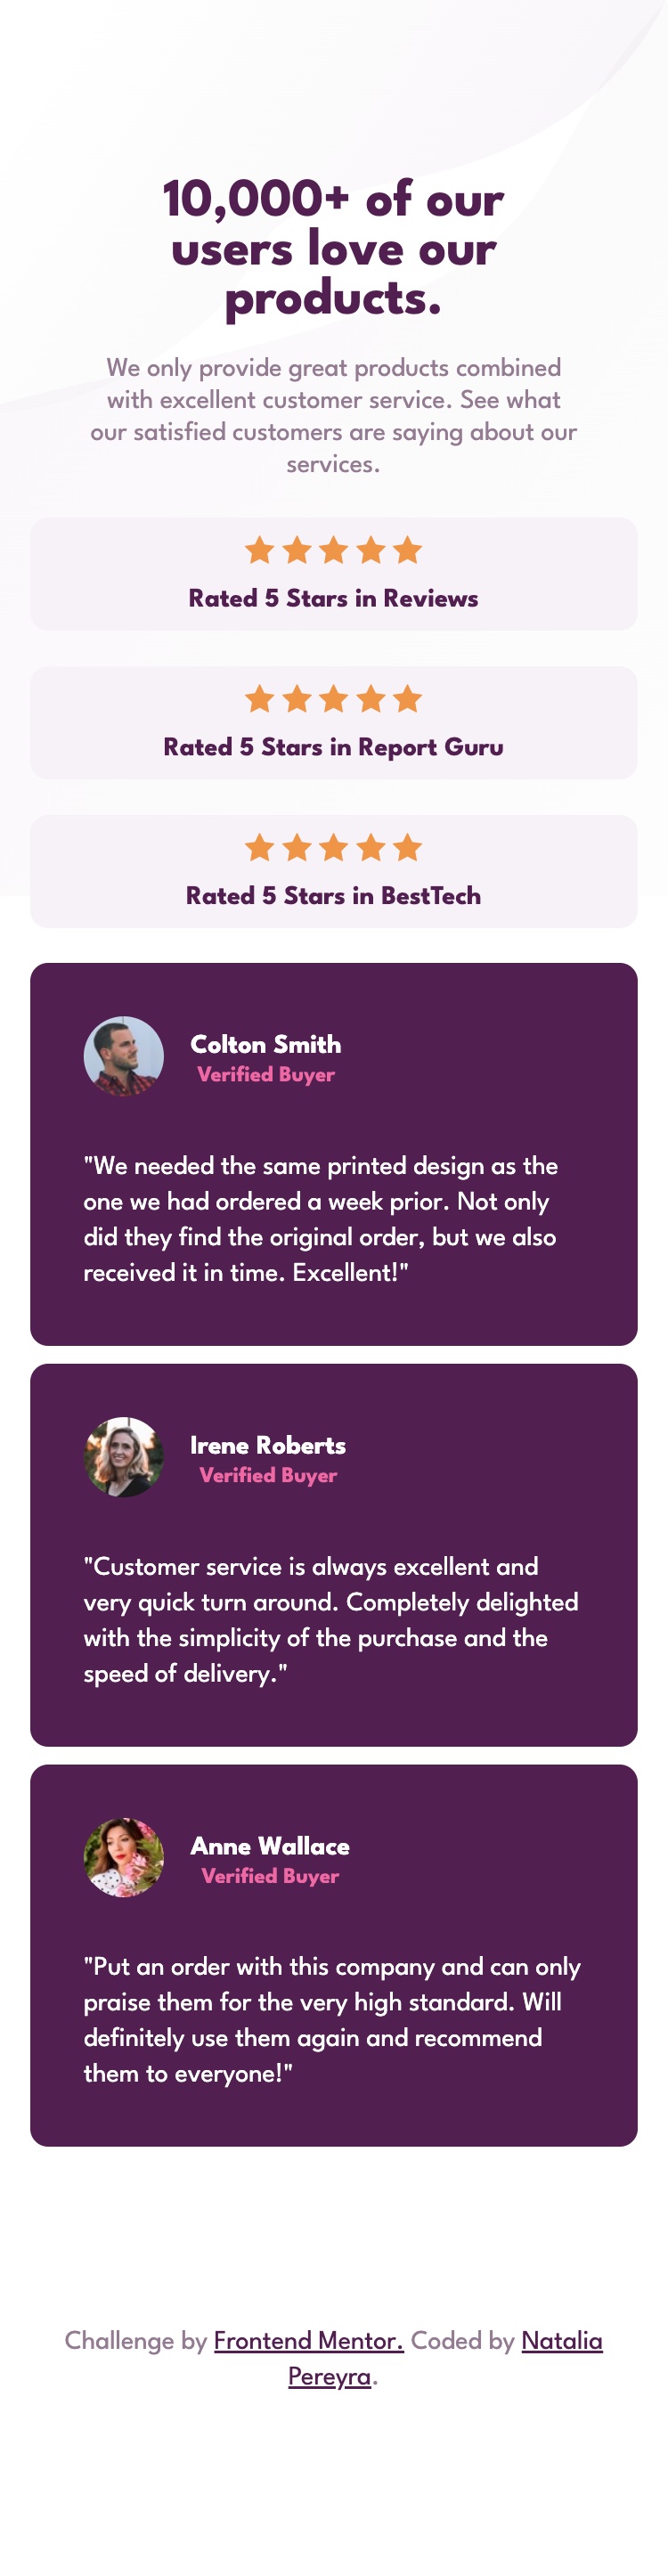 10,000+ of our
users love our
products.
We only provide great products combined
with excellent customer service. See what
our satisfied customers are saying about our
services.
Rated 5 Stars in Reviews
Rated 5 Stars in Report Guru
Rated 5 Stars in BestTech
Colton Smith
Verified Buyer
"We needed the same printed design as the
one we had ordered a week prior. Not only
did they find the original order, but we also
received it in time. Excellent!"
Irene Roberts
Verified Buyer
"Customer service is always excellent and
very quick turn around. Completely delighted
with the simplicity of the purchase and the
speed of delivery."
Anne Wallace
Verified Buyer
"Put an order with this company and can only
praise them for the very high standard. Will
definitely use them again and recommend
them to everyone!"
Challenge by Frontend Mentor. Coded by Natalia
Pereyra.